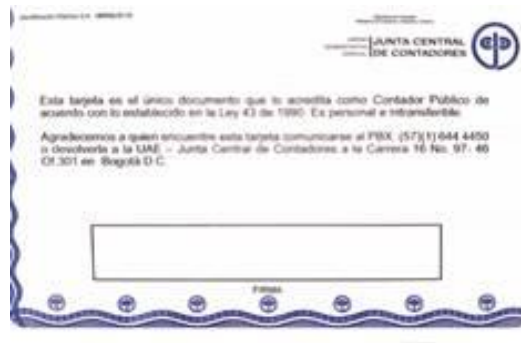 JUNTA CENTRAL
DE CONTADORES
Esta tarjeta es el único documento que lo acredita como Contador Público de
acuerdo con lo establecido en la Ley 43 de 1990. Es personal e intransferible.
Agradecemos a quien encuentre esta tarjeta comunicarse al PBX: (57)(1) 644 4450
o devolverla a la UAE – Junta Central de Contadores a la Carrera 16 No. 97- 46
Of.301 en Bogotá D.C.
FIRMA